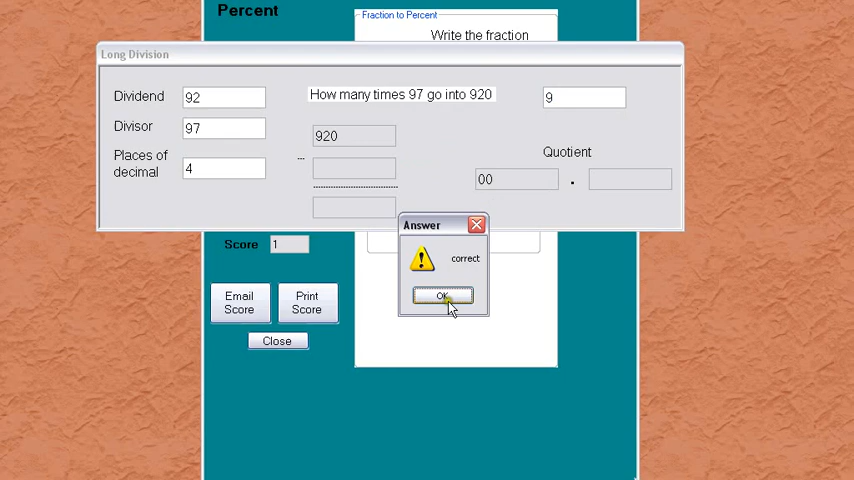 Percent
Fraction to Percent
Write the fraction
Long Division
Dividend
92
How many times 97 go into 920
9
Divisor
97
920
Places of
decimal
4
...
Quotient
00
.
Answer
correct
OK
Score
1
Email
Score
Print
Score
Close